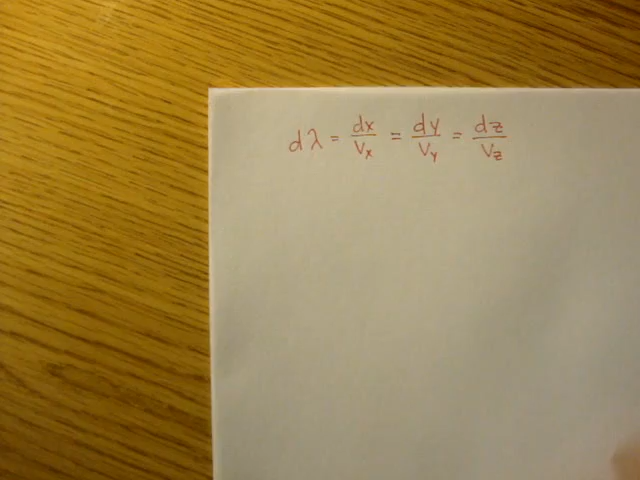 dλ = dx/Vx = dy/Vy = dz/Vz